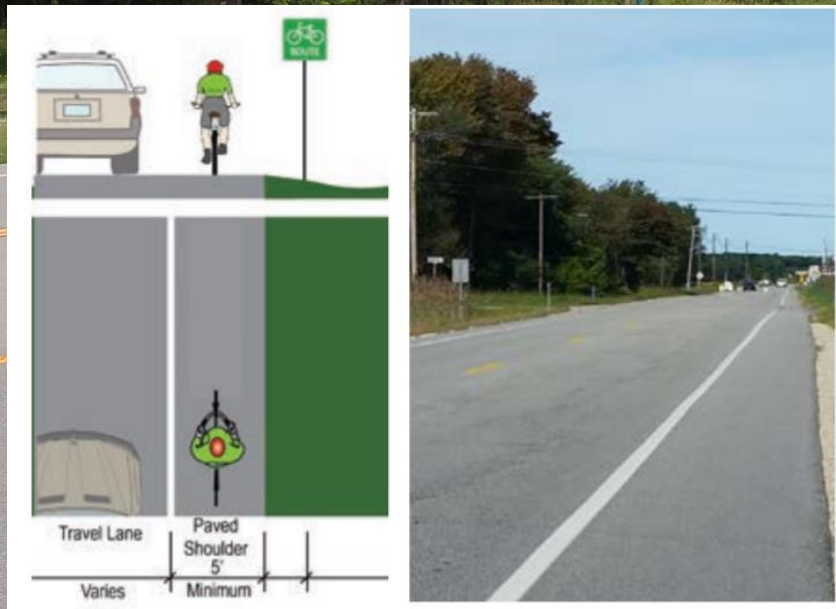 ROUTE
Travel Lane
Paved
Shoulder
5'
Varies
Minimum